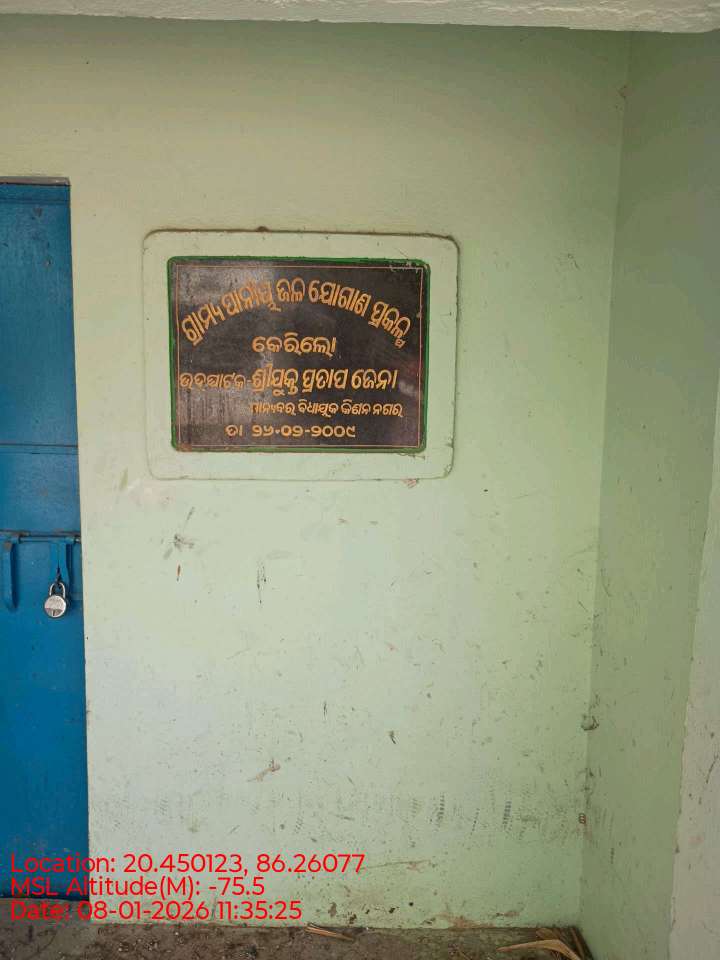 ଗ୍ରାମ୍ୟ ପାନୀୟ ଜଳ ଯୋଗାଣ ପ୍ରକଳ୍ପ
କେରିଲୋ
ଉଦଘାଟକ-ଶ୍ରୀଯୁକ୍ତ ପ୍ରତାପ ଜେନା
ମାନ୍ୟବର ବିଧାୟକ କିଶନ ନଗର
ତା ୨୬-୦୨-୨୦୦୯
Location: 20.450123, 86.26077
MSL Altitude(M): -75.5
Date: 08-01-2026 11:35:25